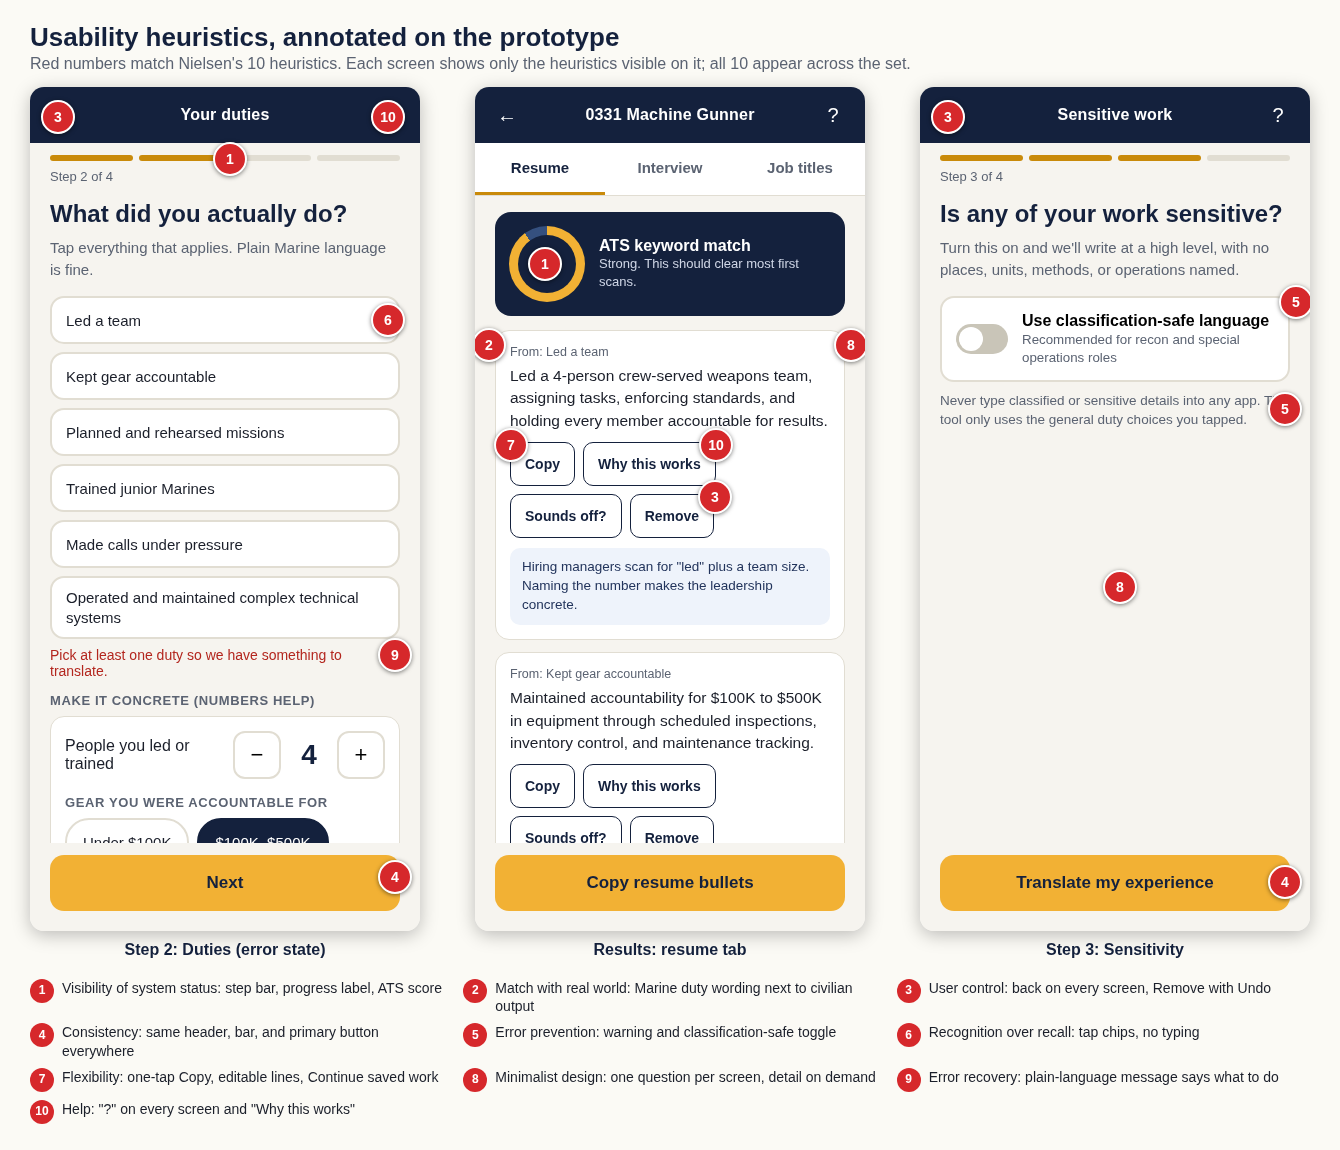 Usability heuristics, annotated on the prototype
Red numbers match Nielsen's 10 heuristics. Each screen shows only the heuristics visible on it; all 10 appear across the set.
3
Your duties
10
1
Step 2 of 4
What did you actually do?
Tap everything that applies. Plain Marine language
is fine.
Led a team
6
Kept gear accountable
Planned and rehearsed missions
Trained junior Marines
Made calls under pressure
Operated and maintained complex technical
systems
Pick at least one duty so we have something to
translate.
9
MAKE IT CONCRETE (NUMBERS HELP)
People you led or
trained
− 4 +
GEAR YOU WERE ACCOUNTABLE FOR
Under $100K
$100K–$500K
Next
4
Step 2: Duties (error state)
←
0331 Machine Gunner
?
Resume
Interview
Job titles
1
ATS keyword match
Strong. This should clear most first
scans.
2
8
From: Led a team
Led a 4-person crew-served weapons team,
assigning tasks, enforcing standards, and
holding every member accountable for results.
7
10
Copy
Why this works
3
Sounds off?
Remove
Hiring managers scan for "led" plus a team size.
Naming the number makes the leadership
concrete.
From: Kept gear accountable
Maintained accountability for $100K to $500K
in equipment through scheduled inspections,
inventory control, and maintenance tracking.
Copy
Why this works
Sounds off?
Remove
Copy resume bullets
Results: resume tab
3
Sensitive work
?
Step 3 of 4
Is any of your work sensitive?
Turn this on and we'll write at a high level, with no
places, units, methods, or operations named.
5
Use classification-safe language
Recommended for recon and special
operations roles
Never type classified or sensitive details into any app.
tool only uses the general duty choices you tapped.
5
8
Translate my experience
4
Step 3: Sensitivity
1 Visibility of system status: step bar, progress label, ATS score
2 Match with real world: Marine duty wording next to civilian
output
3 User control: back on every screen, Remove with Undo
4 Consistency: same header, bar, and primary button
everywhere
5 Error prevention: warning and classification-safe toggle
6 Recognition over recall: tap chips, no typing
7 Flexibility: one-tap Copy, editable lines, Continue saved work
8 Minimalist design: one question per screen, detail on demand
9 Error recovery: plain-language message says what to do
10 Help: "?" on every screen and "Why this works"